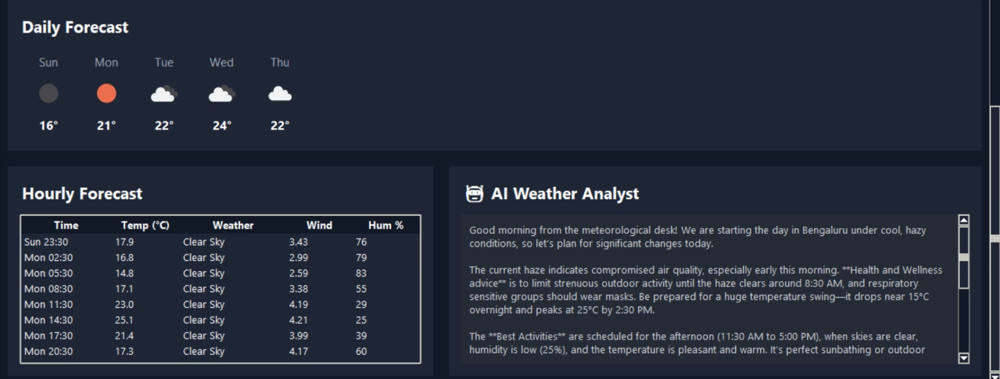 Daily Forecast
Sun Mon Tue Wed Thu
16° 21° 22° 24° 22°
Hourly Forecast
Time Temp (°C) Weather Wind Hum %
Sun 23:30 17.9 Clear Sky 3.43 76
Mon 02:30 16.8 Clear Sky 2.99 79
Mon 05:30 14.8 Clear Sky 2.59 83
Mon 08:30 17.1 Clear Sky 3.38 55
Mon 11:30 23.0 Clear Sky 4.19 29
Mon 14:30 25.1 Clear Sky 4.21 25
Mon 17:30 21.4 Clear Sky 3.99 39
Mon 20:30 17.3 Clear Sky 4.17 60
AI Weather Analyst
Good morning from the meteorological desk! We are starting the day in Bengaluru under cool, hazy
conditions, so let's plan for significant changes today.
The current haze indicates compromised air quality, especially early this morning. **Health and Wellness
advice** is to limit strenuous outdoor activity until the haze clears around 8:30 AM, and respiratory
sensitive groups should wear masks. Be prepared for a huge temperature swing—it drops near 15°C
overnight and peaks at 25°C by 2:30 PM.
The **Best Activities** are scheduled for the afternoon (11:30 AM to 5:00 PM), when skies are clear,
humidity is low (25%), and the temperature is pleasant and warm. It's perfect sunbathing or outdoor